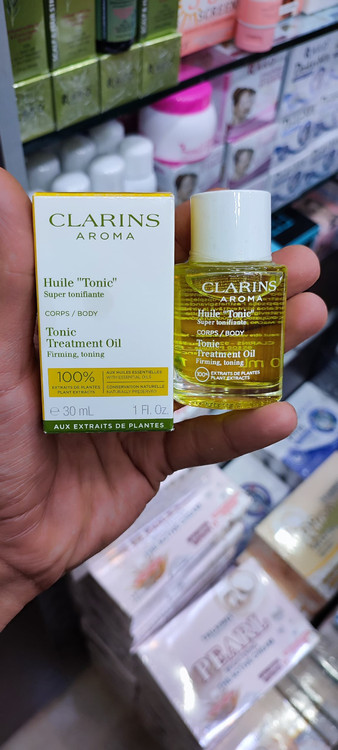 CLARINS
AROMA
Huile "Tonic"
Super tonifiante
CORPS / BODY
Tonic
Treatment Oil
Firming, toning
100%
EXTRAITS DE PLANTES
PLANT EXTRACTS
AUX HUILES ESSENTIELLES
WITH ESSENTIAL OILS
CONSERVATION NATURELLE
NATURALLY PRESERVED
e 30 mL 1 Fl. Oz.
AUX EXTRAITS DE PLANTES
CLARINS
AROMA
Huile "Tonic"
Super tonifiante
CORPS / BODY
Tonic
Treatment Oil
Firming, toning
100%
EXTRAITS DE PLANTES
PLANT EXTRACTS
PEARL